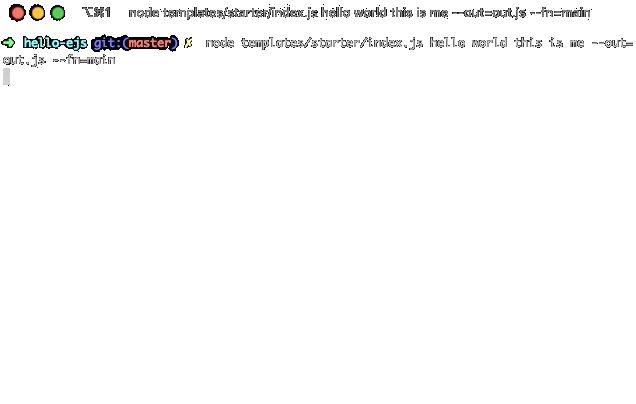 ⌥⌘1 node templates/starter/index.js hello world this is me --out=out.js --fn=main
➜ hello-ejs git:(master) ✗ node templates/starter/index.js hello world this is me --out=
out.js --fn=main